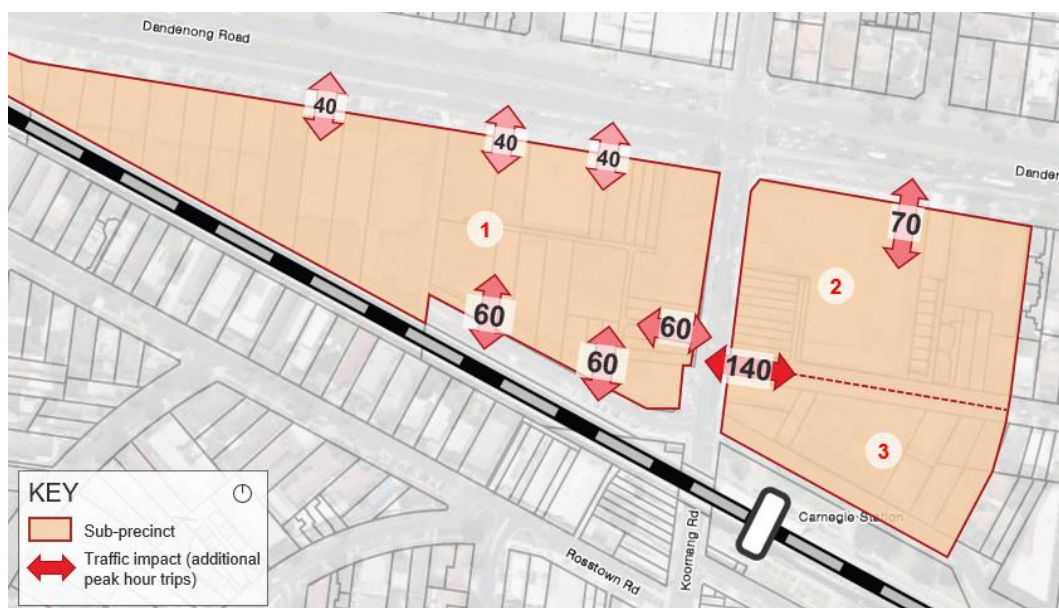 Dandenong Road
40
40
40
Danden
70
1
2
60
60
60
140
3
KEY
Sub-precinct
Traffic impact (additional
peak hour trips)
Carnegie Station
Koornang Rd
Rosstown Rd